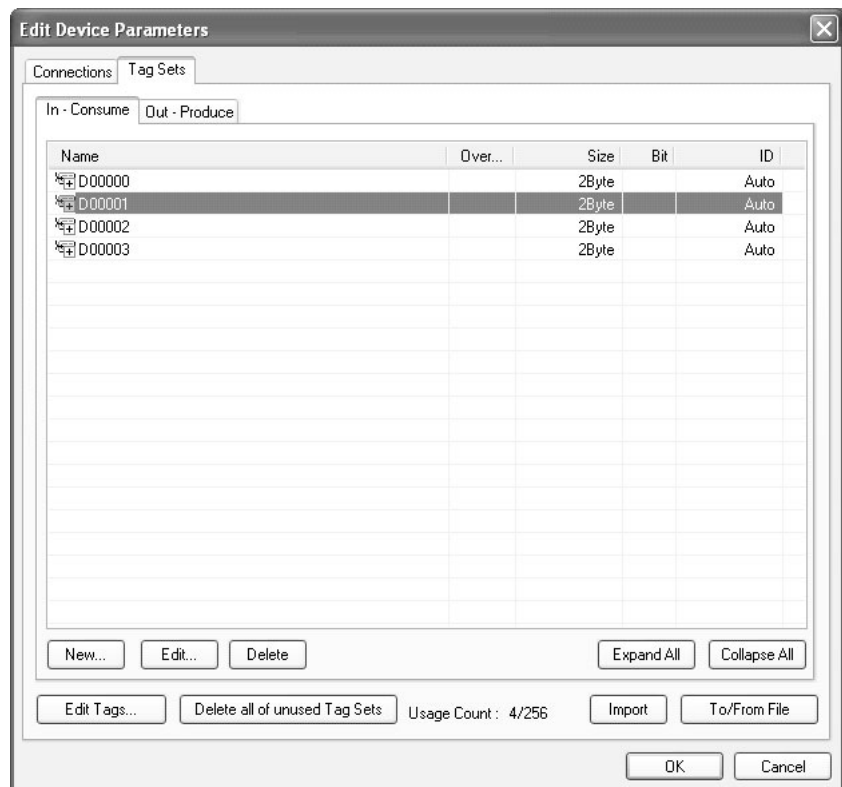 Edit Device Parameters
Connections Tag Sets
In - Consume Out - Produce
Name Over... Size Bit ID
D00000 2Byte Auto
D00001 2Byte Auto
D00002 2Byte Auto
D00003 2Byte Auto
New... Edit... Delete Expand All Collapse All
Edit Tags... Delete all of unused Tag Sets Usage Count : 4/256 Import To/From File
OK Cancel